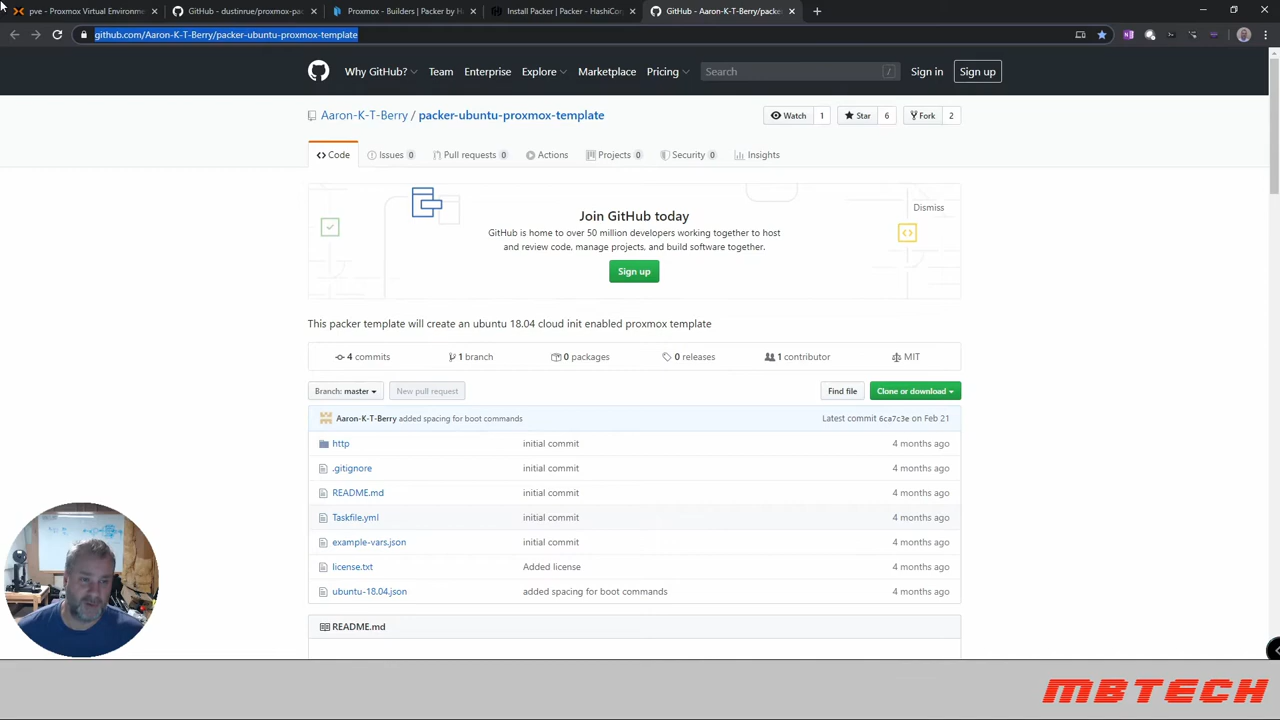 pve - Proxmox Virtual Environm
GitHub - dustinrue/proxmox-pac
Proxmox - Builders | Packer by Ha
Install Packer | Packer - HashiCor
GitHub - Aaron-K-T-Berry/packer
github.com/Aaron-K-T-Berry/packer-ubuntu-proxmox-template
Why GitHub? Team Enterprise Explore Marketplace Pricing Search / Sign in Sign up
Aaron-K-T-Berry / packer-ubuntu-proxmox-template
Watch 1 Star 6 Fork 2
Code Issues 0 Pull requests 0 Actions Projects 0 Security 0 Insights
Dismiss
Join GitHub today
GitHub is home to over 50 million developers working together to host
and review code, manage projects, and build software together.
Sign up
This packer template will create an ubuntu 18.04 cloud init enabled proxmox template
4 commits 1 branch 0 packages 0 releases 1 contributor MIT
Branch: master New pull request Find file Clone or download
Aaron-K-T-Berry added spacing for boot commands Latest commit 6ca7c3e on Feb 21
http initial commit 4 months ago
.gitignore initial commit 4 months ago
README.md initial commit 4 months ago
Taskfile.yml initial commit 4 months ago
example-vars.json initial commit 4 months ago
license.txt Added license 4 months ago
ubuntu-18.04.json added spacing for boot commands 4 months ago
README.md
MBTECH